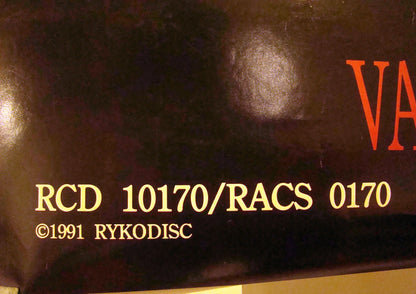 VA
RCD 10170/RACS 0170
©1991 RYKODISC